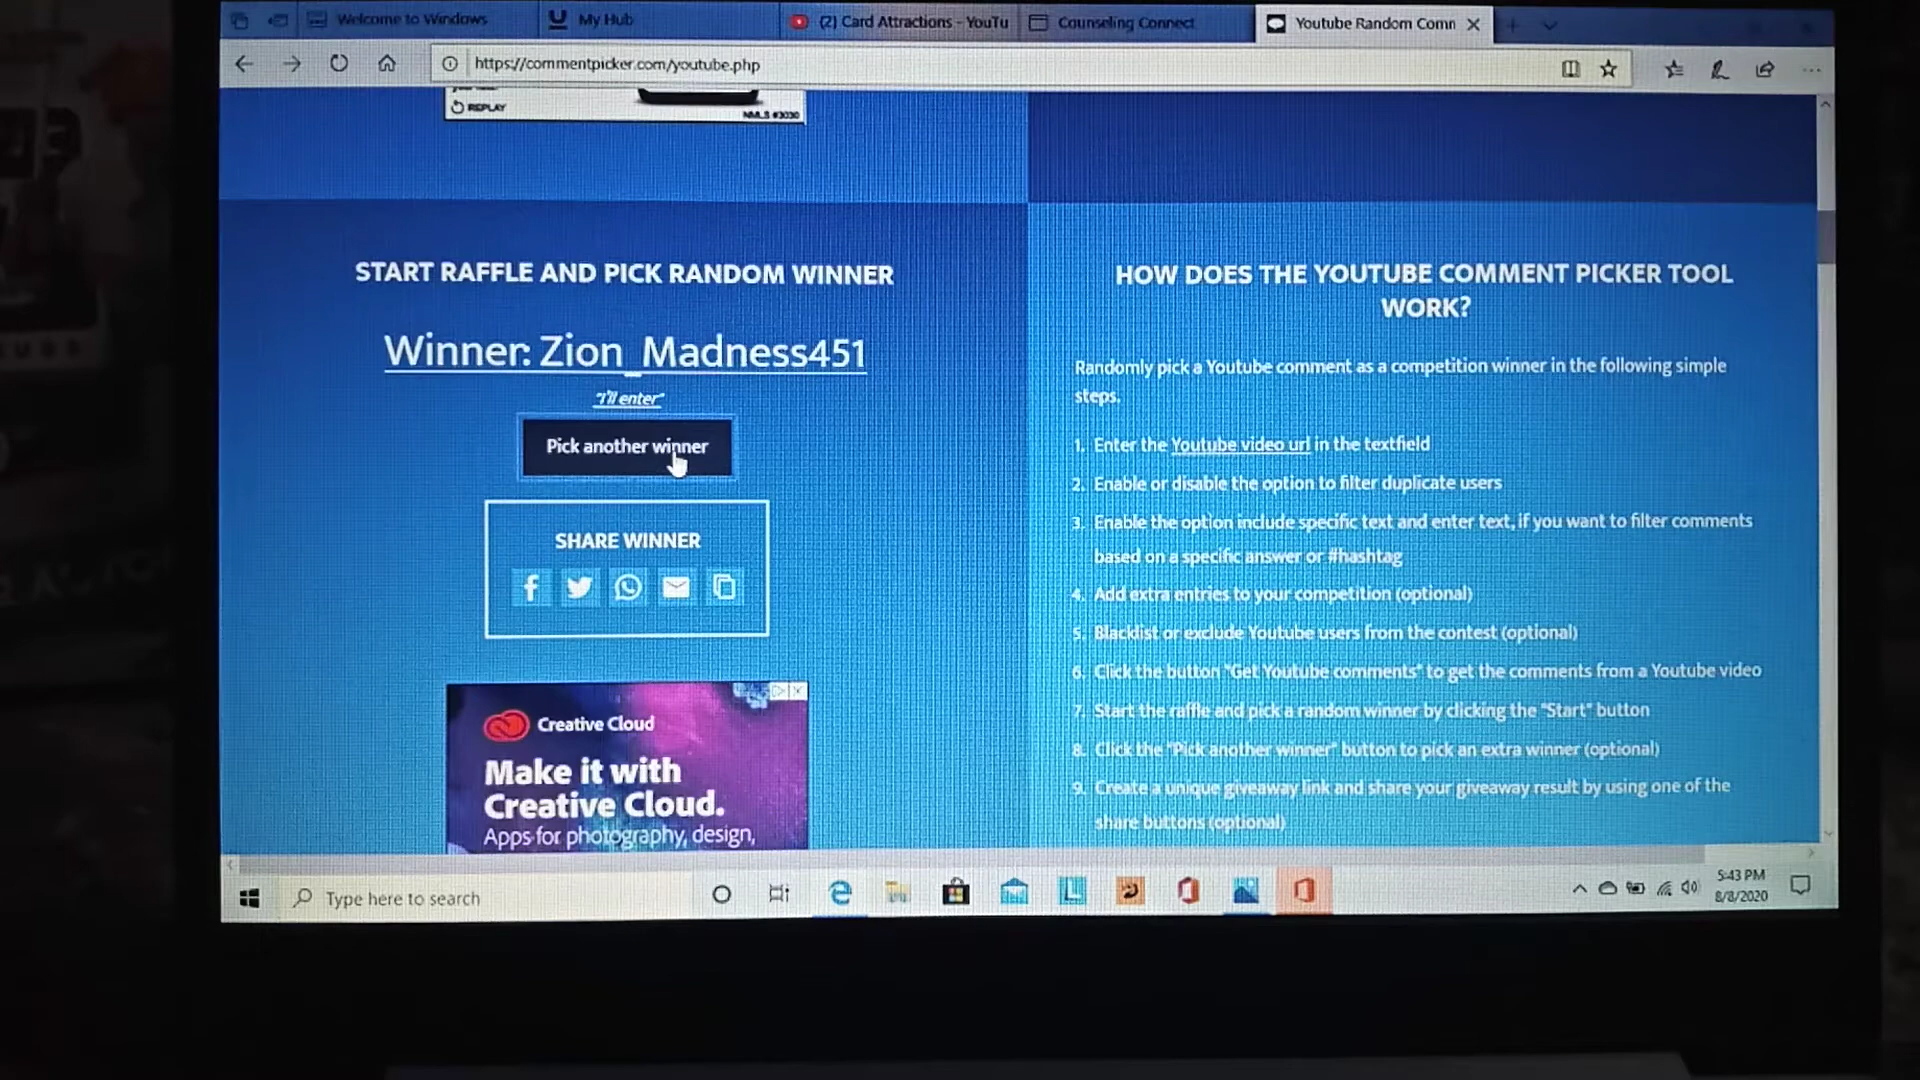 Welcome to Windows
My Hub
(2) Card Attractions - YouTu
Counseling Connect
Youtube Random Comn
https://commentpicker.com/youtube.php
REPLAY
NMLS #3030
START RAFFLE AND PICK RANDOM WINNER
Winner: Zion_Madness451
"I'll enter"
Pick another winner
SHARE WINNER
Creative Cloud
Make it with
Creative Cloud.
Apps for photography, design,
HOW DOES THE YOUTUBE COMMENT PICKER TOOL
WORK?
Randomly pick a Youtube comment as a competition winner in the following simple
steps.
1. Enter the Youtube video url in the textfield
2. Enable or disable the option to filter duplicate users
3. Enable the option include specific text and enter text, if you want to filter comments
based on a specific answer or #hashtag
4. Add extra entries to your competition (optional)
5. Blacklist or exclude Youtube users from the contest (optional)
6. Click the button "Get Youtube comments" to get the comments from a Youtube video
7. Start the raffle and pick a random winner by clicking the "Start" button
8. Click the "Pick another winner" button to pick an extra winner (optional)
9. Create a unique giveaway link and share your giveaway result by using one of the
share buttons (optional)
Type here to search
5:43 PM
8/8/2020